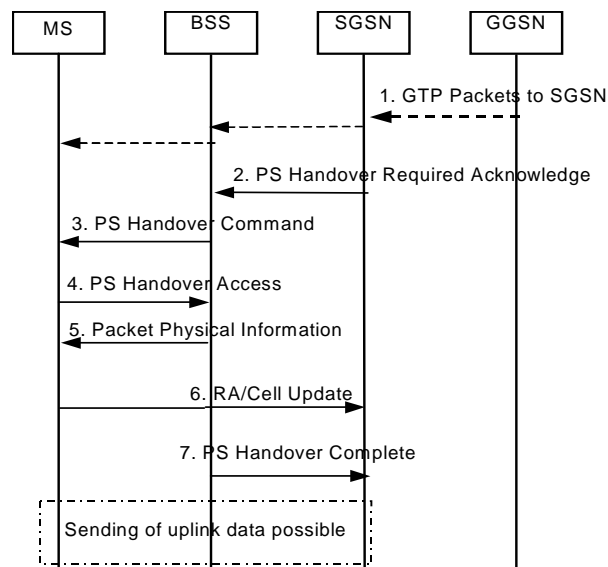 MS
BSS
SGSN
GGSN
1. GTP Packets to SGSN
2. PS Handover Required Acknowledge
3. PS Handover Command
4. PS Handover Access
5. Packet Physical Information
6. RA/Cell Update
7. PS Handover Complete
Sending of uplink data possible